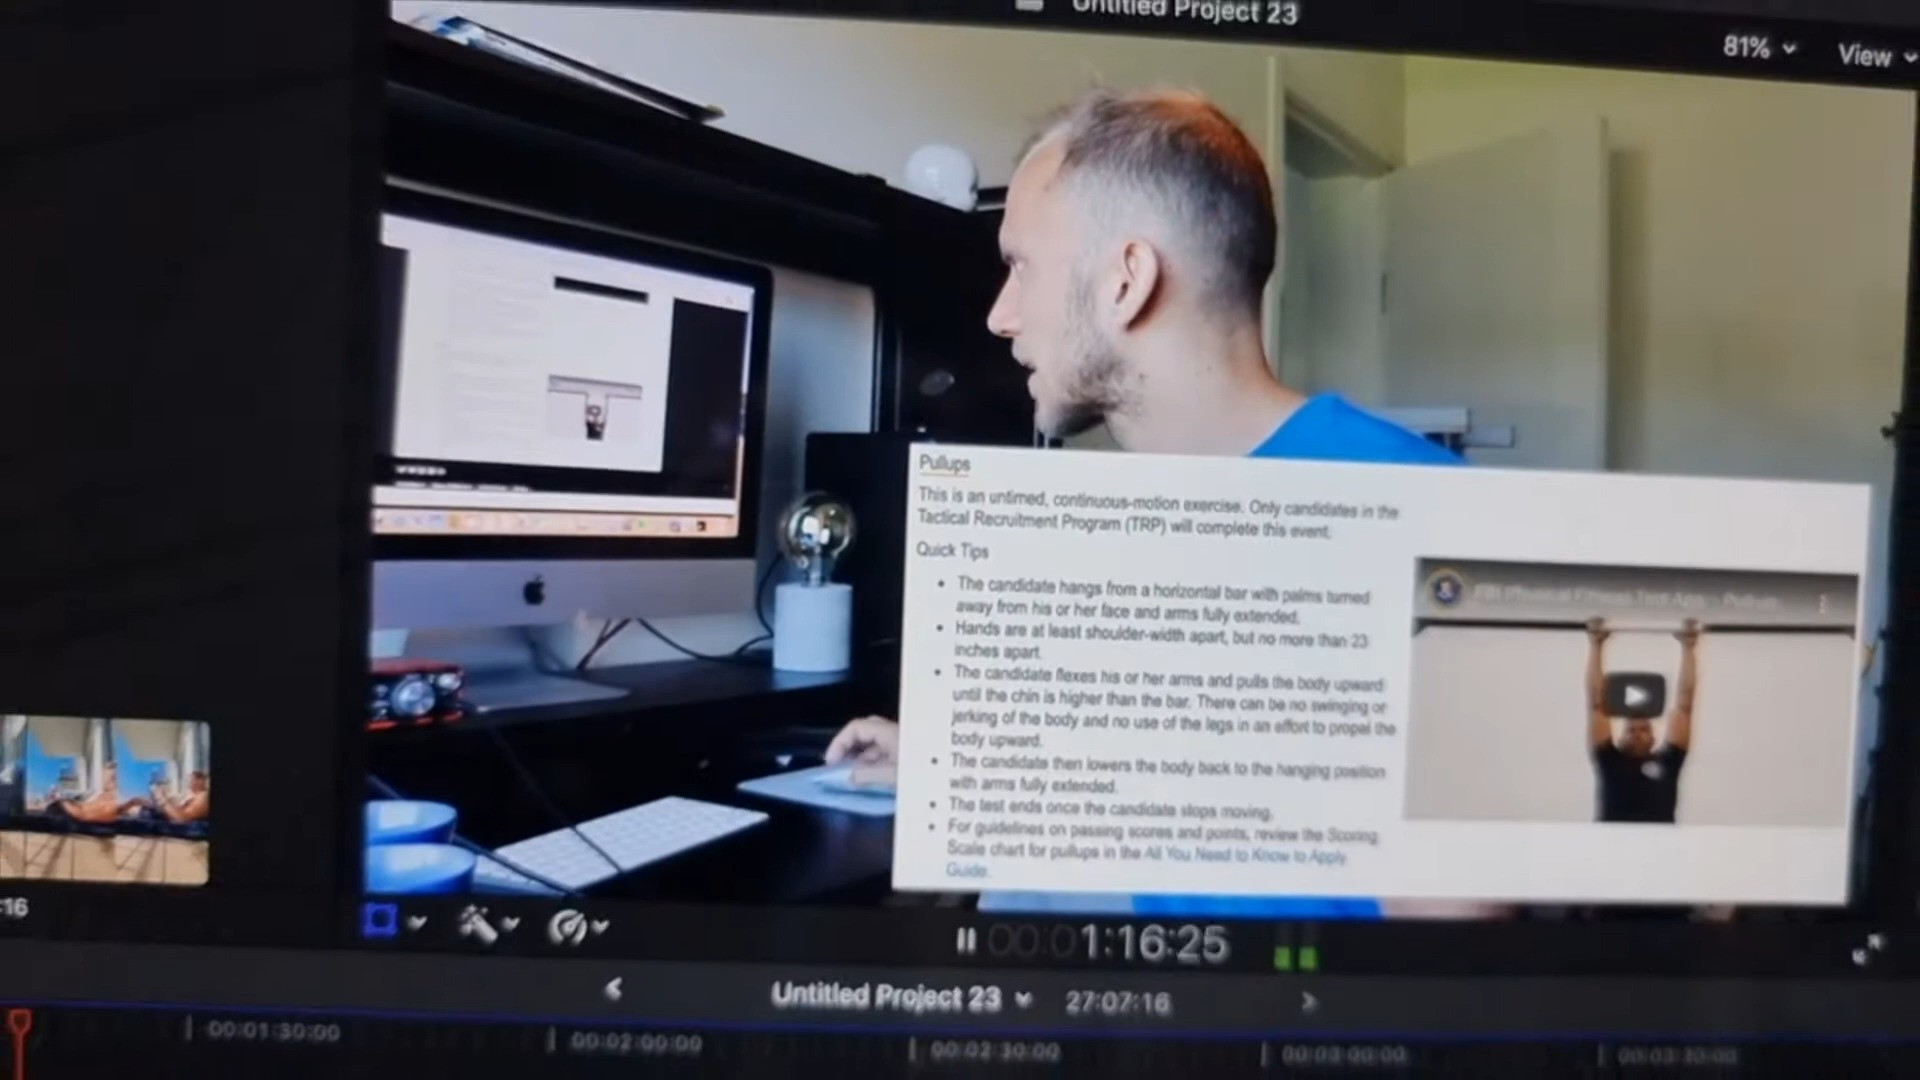 Untitled Project 23
81%
View
Pullups
This is an untimed, continuous-motion exercise. Only candidates in the
Tactical Recruitment Program (TRP) will complete this event.
Quick Tips
• The candidate hangs from a horizontal bar with palms turned
away from his or her face and arms fully extended.
• Hands are at least shoulder-width apart, but no more than 23
inches apart.
• The candidate flexes his or her arms and pulls the body upward
until the chin is higher than the bar. There can be no swinging or
jerking of the body and no use of the legs in an effort to propel the
body upward.
• The candidate then lowers the body back to the hanging position
with arms fully extended.
• The test ends once the candidate stops moving.
• For guidelines on passing scores and points, review the Scoring
Scale chart for pullups in the All You Need to Know to Apply
Guide.
FBI Physical Fitness Test App - Pullups
:16
00:01:16:25
Untitled Project 23
27:07:16
00:01:30:00
00:02:00:00
00:02:30:00
00:03:00:00
00:03:30:00